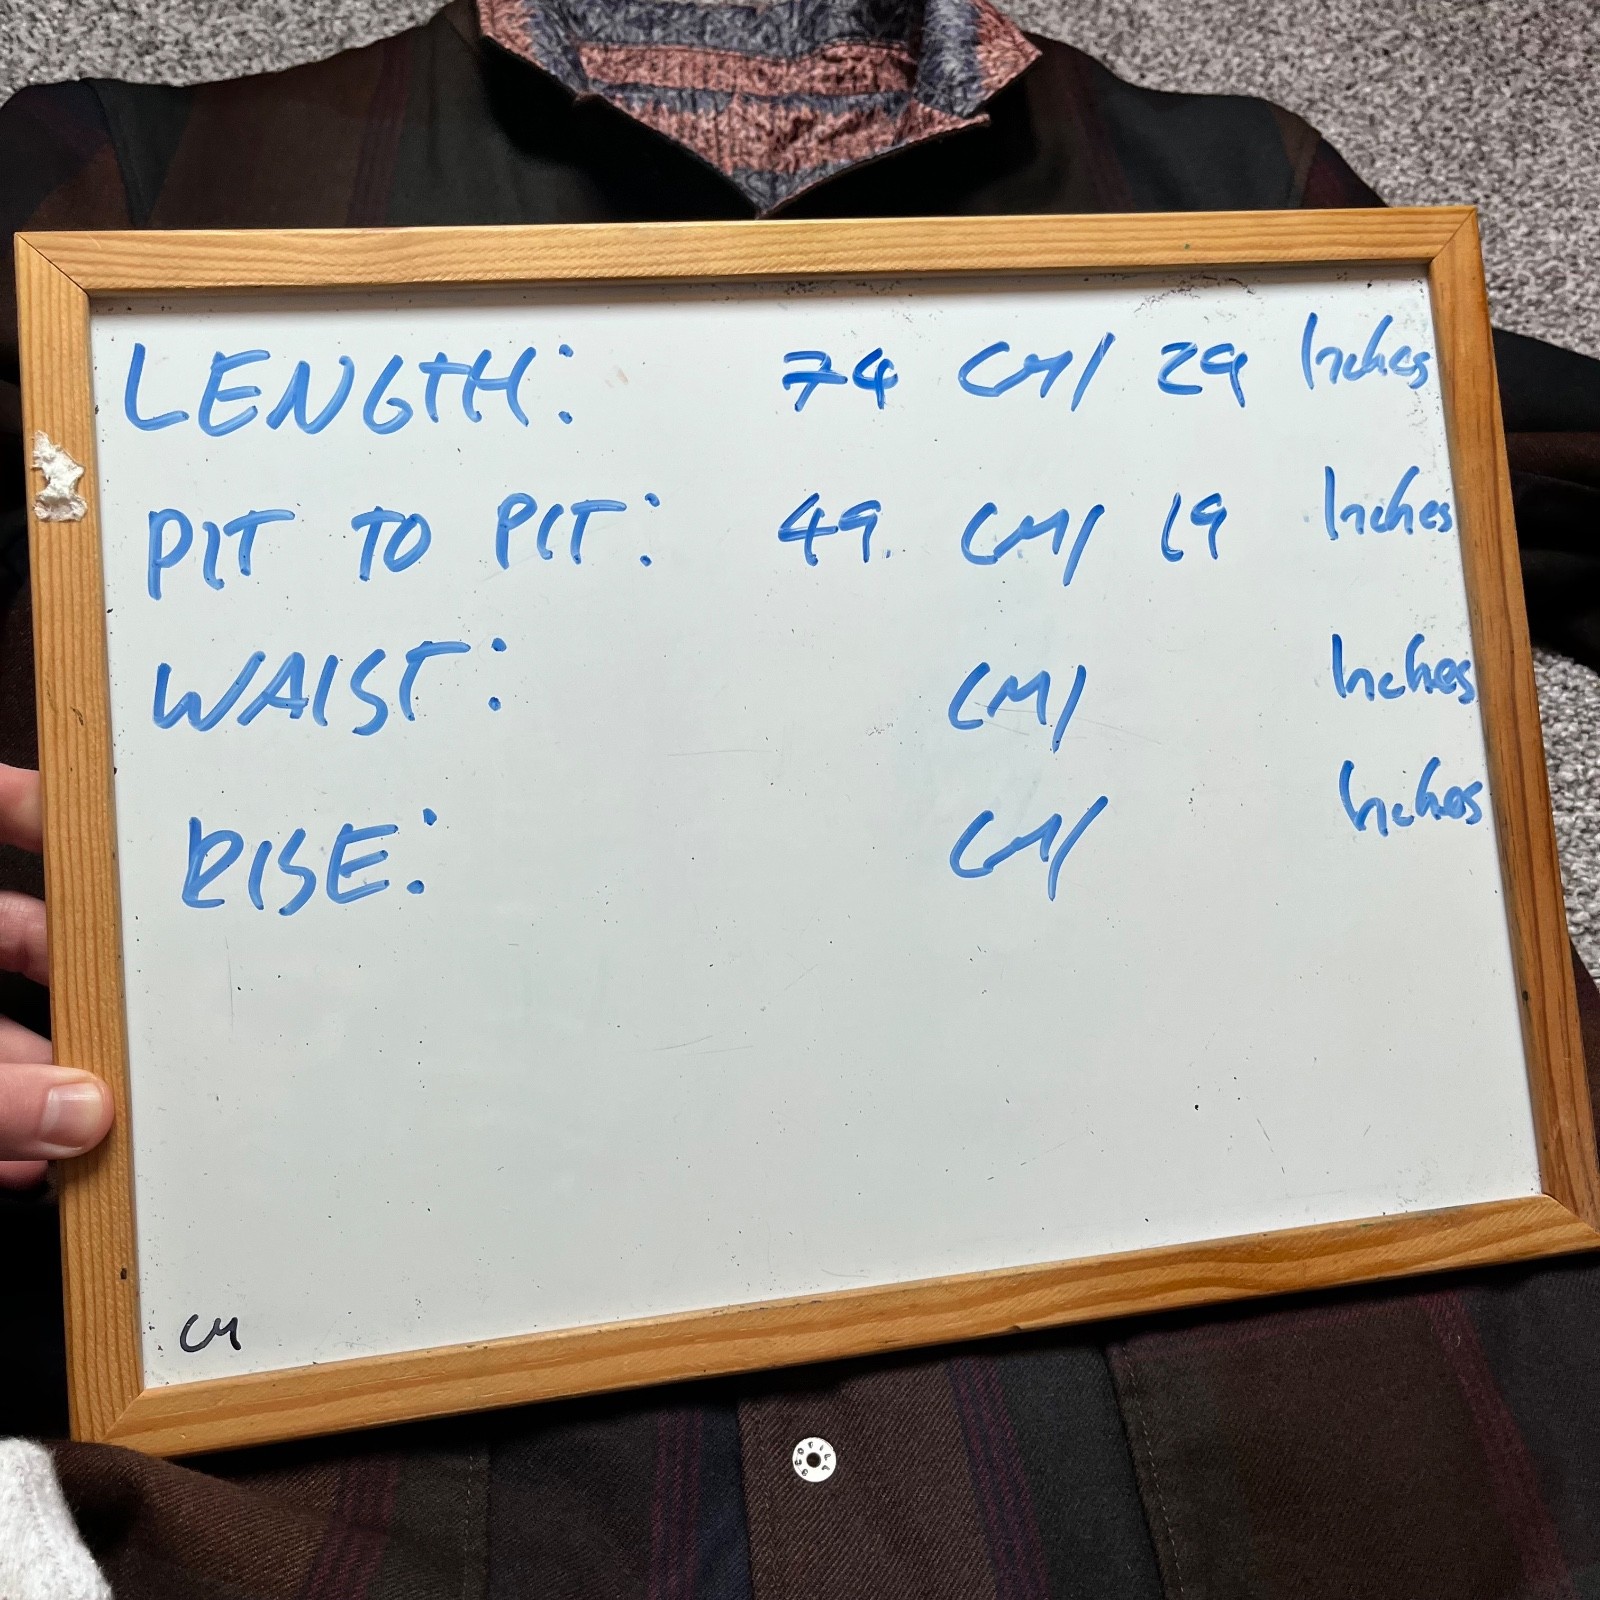 LENGTH: 74 CM/ 29 Inches
PIT TO PIT: 49. CM/ 19 Inches
WAIST: CM/ Inches
RISE: CM/ Inches
CM